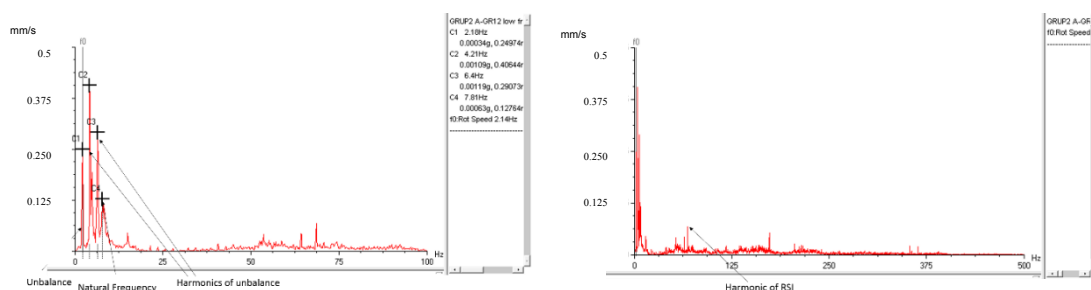 mm/s
0.5
0.375
0.250
0.125
f0
C2
C3
C1
C4
0
25
50
75
Hz
100
GRUP2 A-GR12 low fr
C1 2.18Hz
0.00034g, 0.24974r
C2 4.21Hz
0.00109g, 0.40644r
C3 6.4Hz
0.00119g, 0.29073r
C4 7.81Hz
0.00063g, 0.12764r
f0:Rot Speed 2.14Hz
Unbalance
Natural Frequency
Harmonics of unbalance
mm/s
0.5
0.375
0.250
0.125
f0
0
125
250
375
Hz
500
GRUP2 A-GR
f0:Rot Speed
Harmonic of RSI